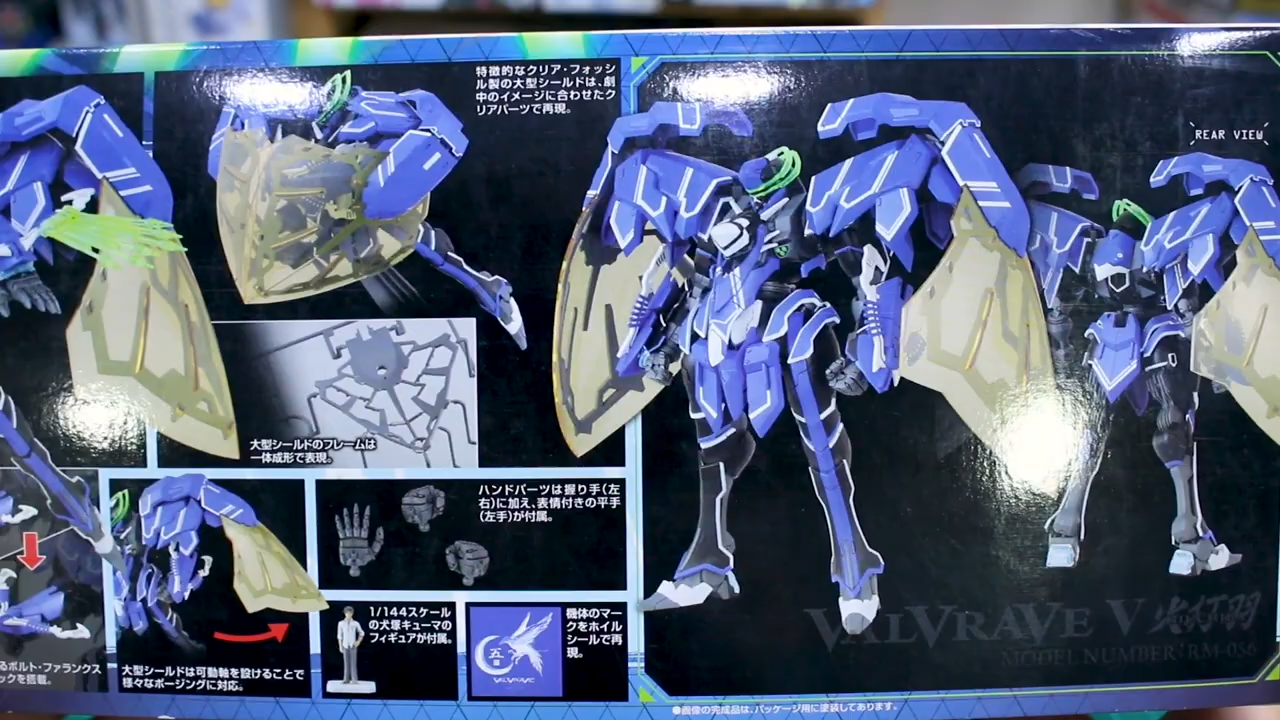 特徴的なクリア・フォッシ
ル製の大型シールドは、劇
中のイメージに合わせたク
リアパーツで再現。
REAR VIEW
大型シールドのフレームは
一体成形で表現。
ハンドパーツは握り手(左
右)に加え、表情付きの平手
(左手)が付属。
るボルト・ファランクス
ックを搭載。
大型シールドは可動軸を設けることで
様々なポージングに対応。
1/144スケール
の犬塚キューマの
フィギュアが付属。
五
VALVRAVE
機体のマー
クをホイル
シールで再
現。
VALVRAVE V 火打羽
MODEL NUMBER:RM-056
●画像の完成品は、パッケージ用に塗装してあります。